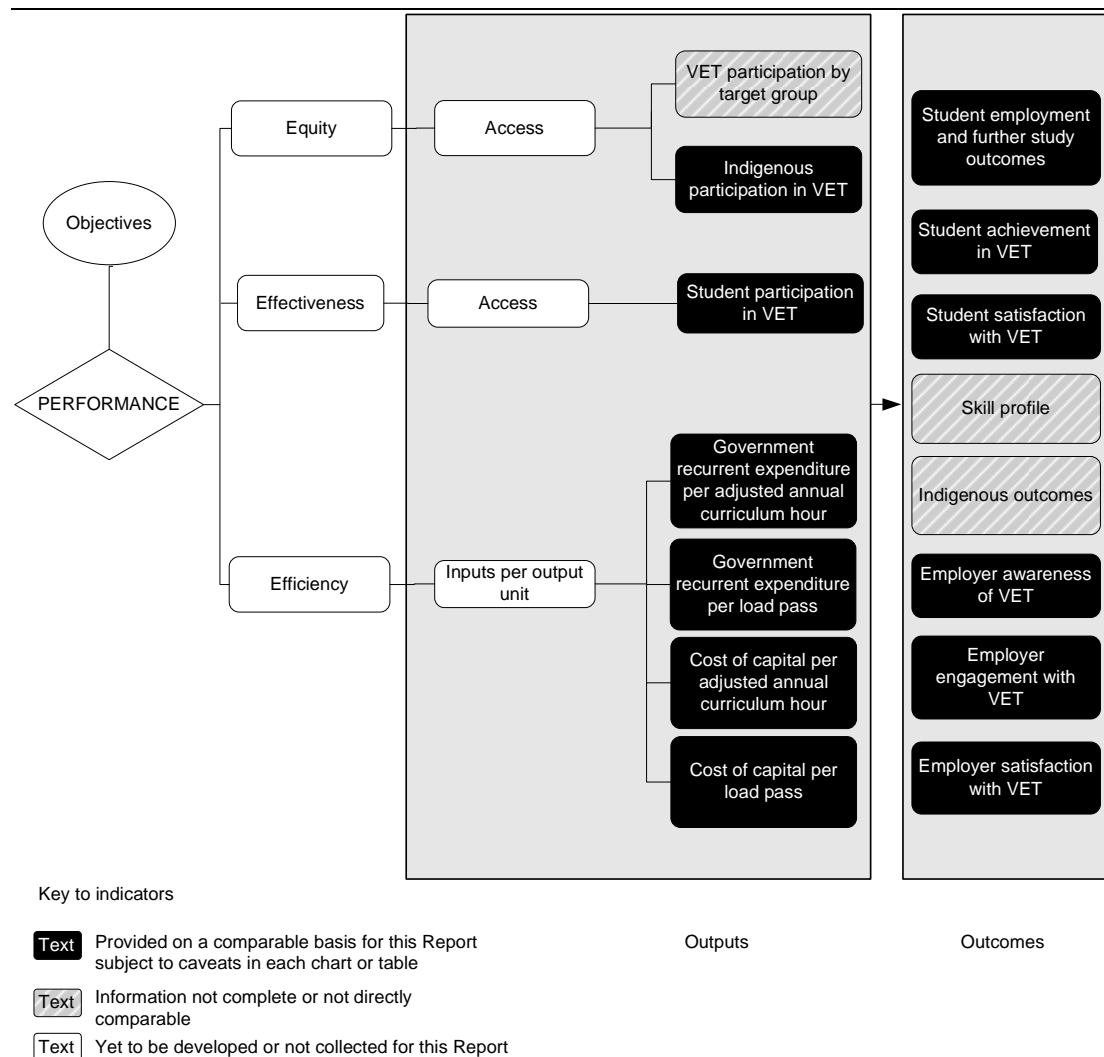 VET participation by
target group
Equity
Access
Indigenous
participation in VET
Objectives
Effectiveness
Access
Student participation
in VET
PERFORMANCE
Government
recurrent expenditure
per adjusted annual
curriculum hour
Efficiency
Inputs per output
unit
Government
recurrent expenditure
per load pass
Cost of capital per
adjusted annual
curriculum hour
Cost of capital per
load pass
Student employment
and further study
outcomes
Student achievement
in VET
Student satisfaction
with VET
Skill profile
Indigenous outcomes
Employer awareness
of VET
Employer
engagement with
VET
Employer satisfaction
with VET
Key to indicators
Text Provided on a comparable basis for this Report
subject to caveats in each chart or table
Outputs
Outcomes
Text Information not complete or not directly
comparable
Text Yet to be developed or not collected for this Report